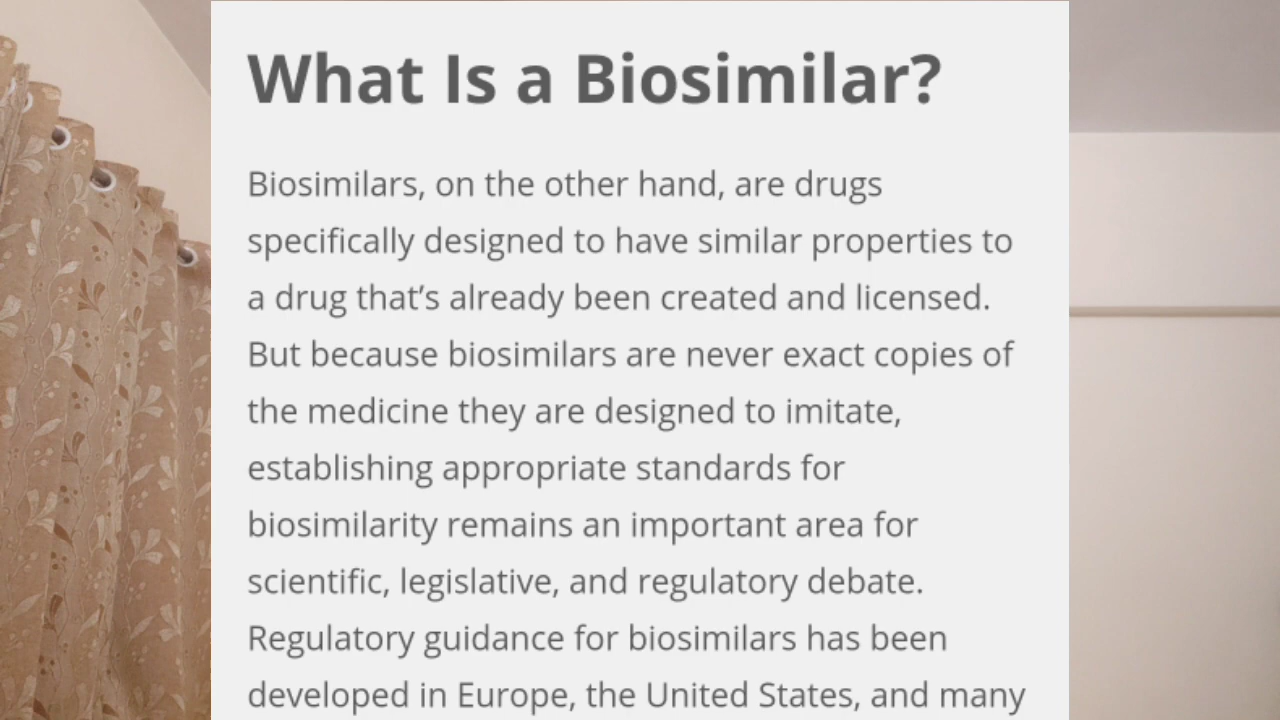 What Is a Biosimilar?
Biosimilars, on the other hand, are drugs
specifically designed to have similar properties to
a drug that’s already been created and licensed.
But because biosimilars are never exact copies of
the medicine they are designed to imitate,
establishing appropriate standards for
biosimilarity remains an important area for
scientific, legislative, and regulatory debate.
Regulatory guidance for biosimilars has been
developed in Europe, the United States, and many